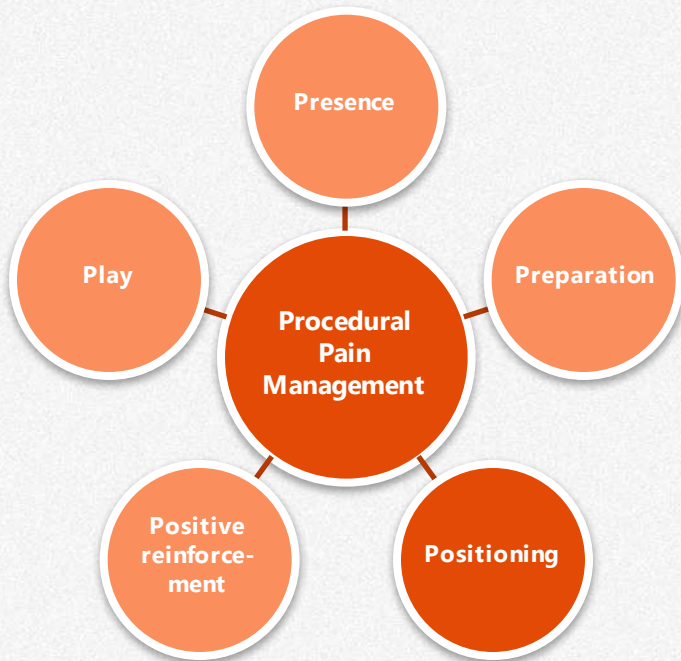 Presence
Play
Preparation
Procedural
Pain
Management
Positive
reinforce-
ment
Positioning